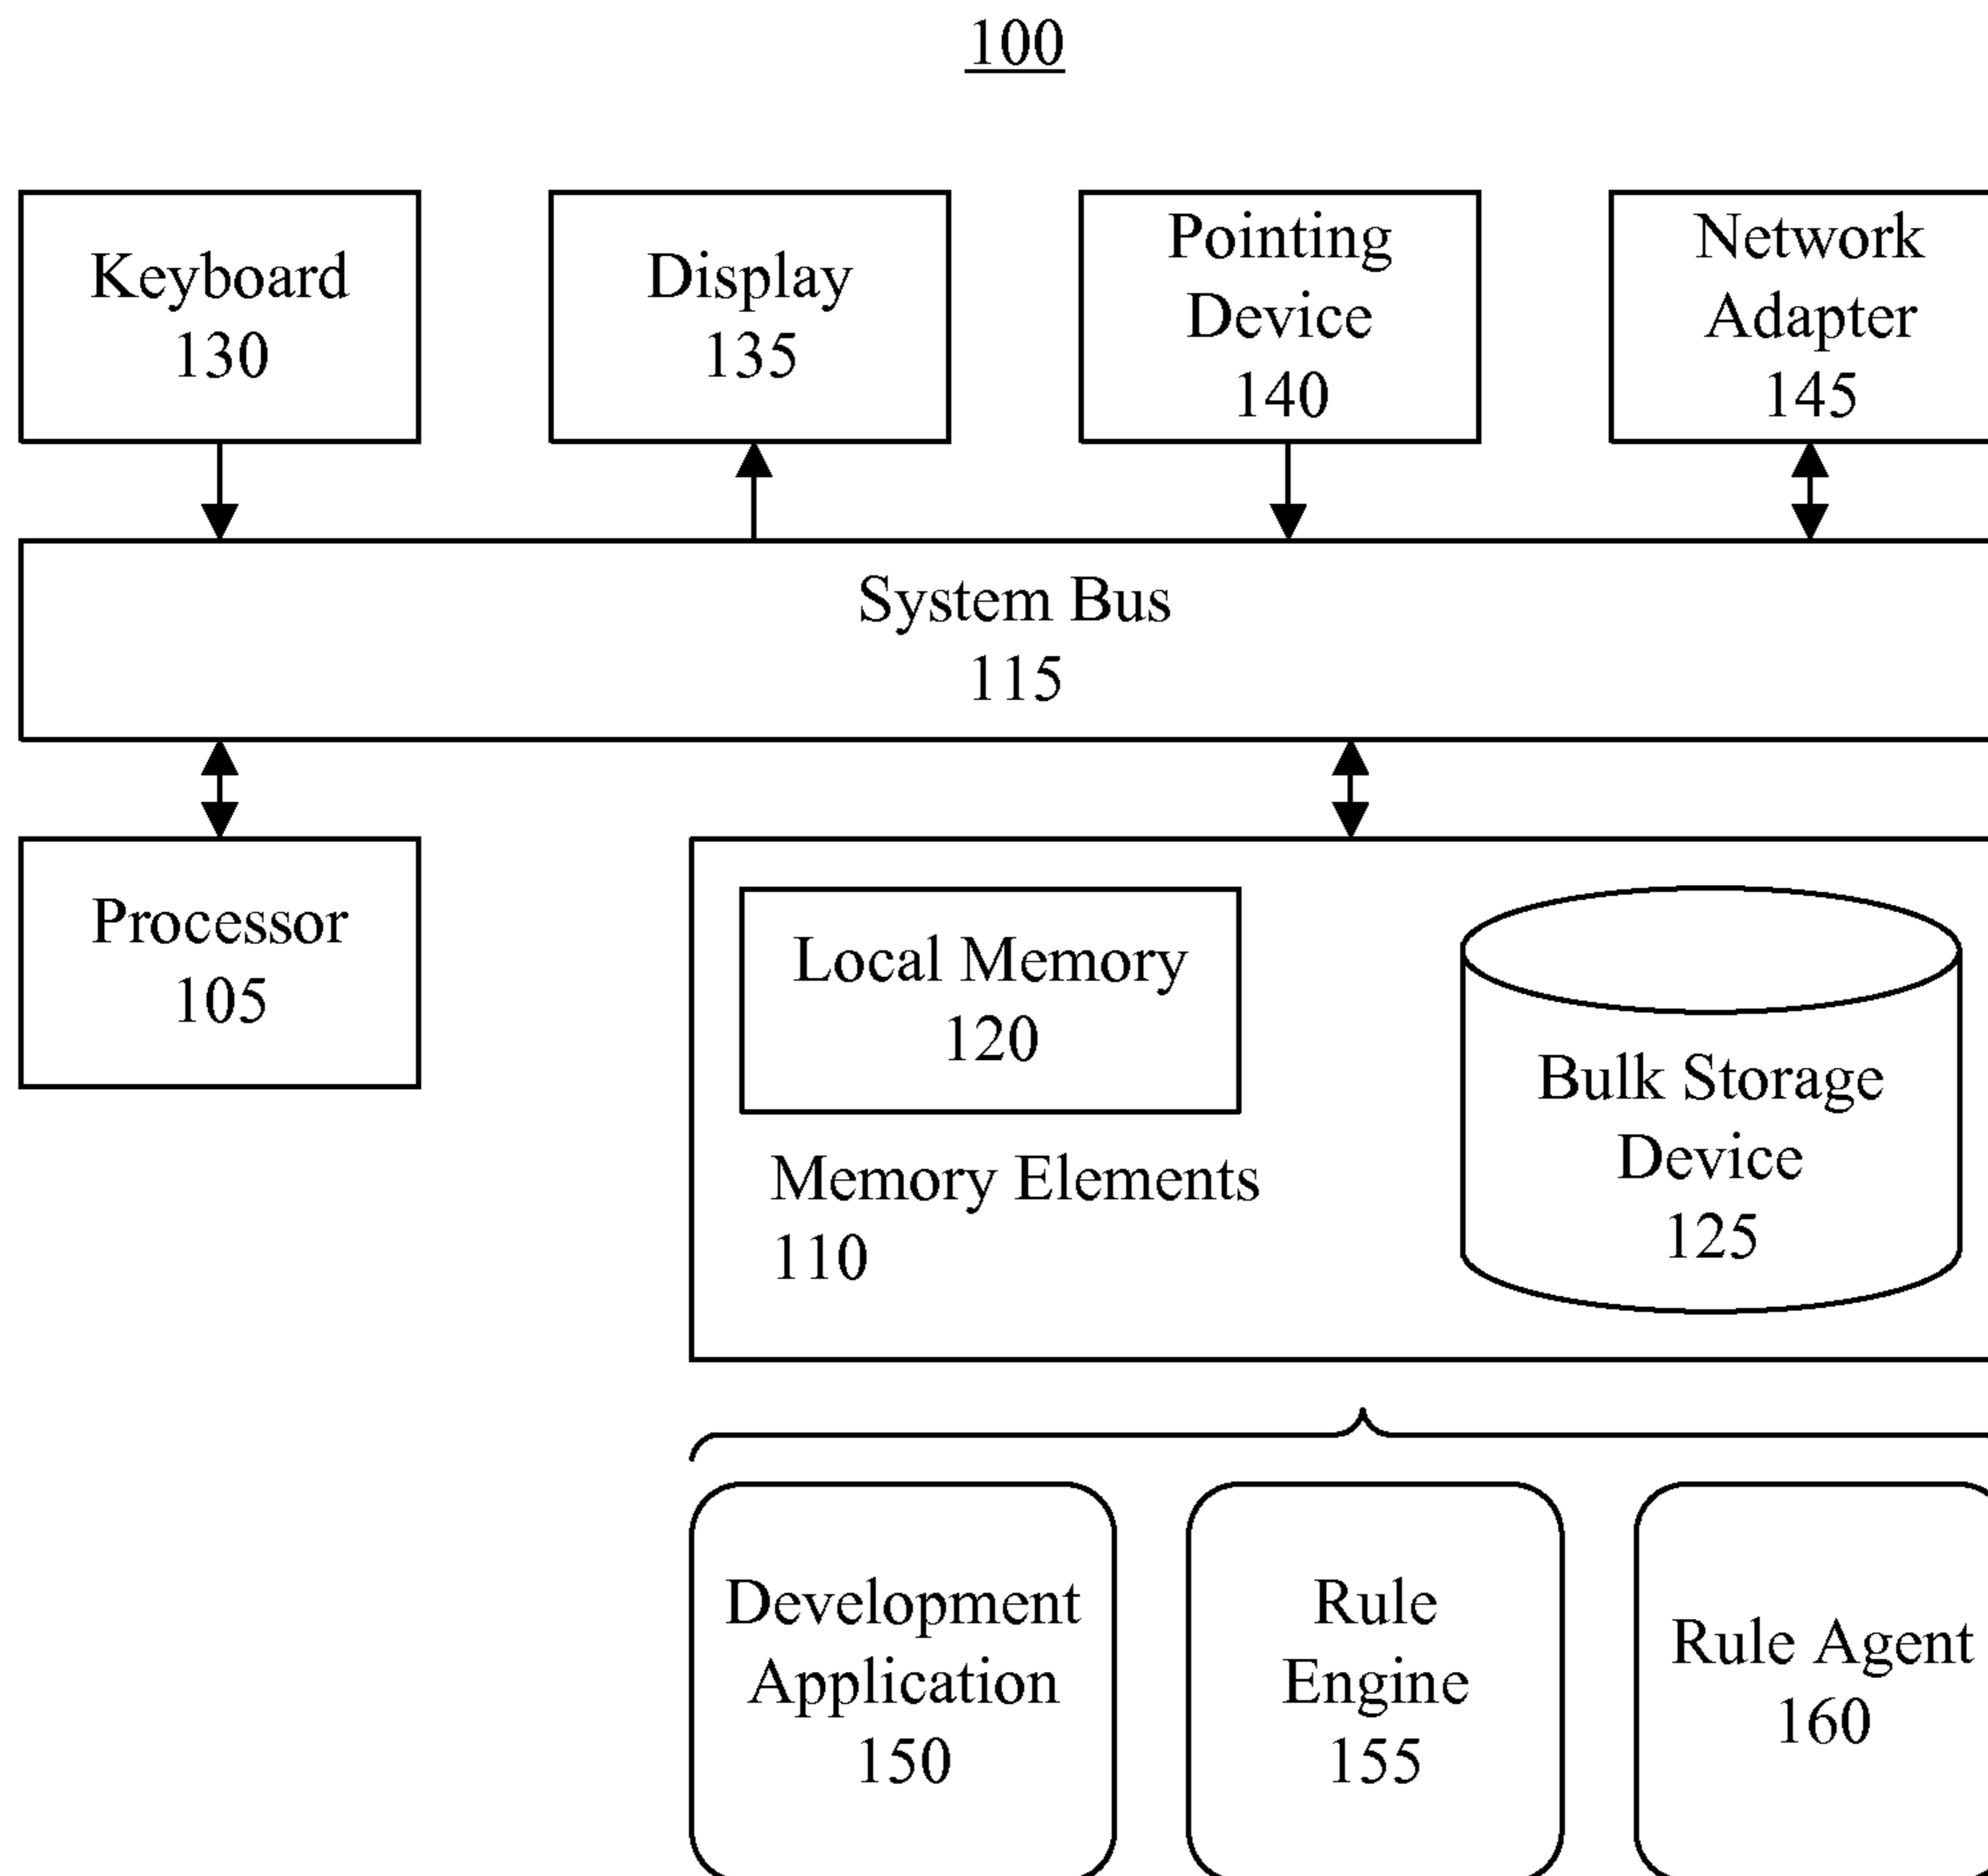 100
Keyboard
130
Display
135
Pointing
Device
140
Network
Adapter
145
System Bus
115
Processor
105
Local Memory
120
Memory Elements
110
Bulk Storage
Device
125
Development
Application
150
Rule
Engine
155
Rule Agent
160